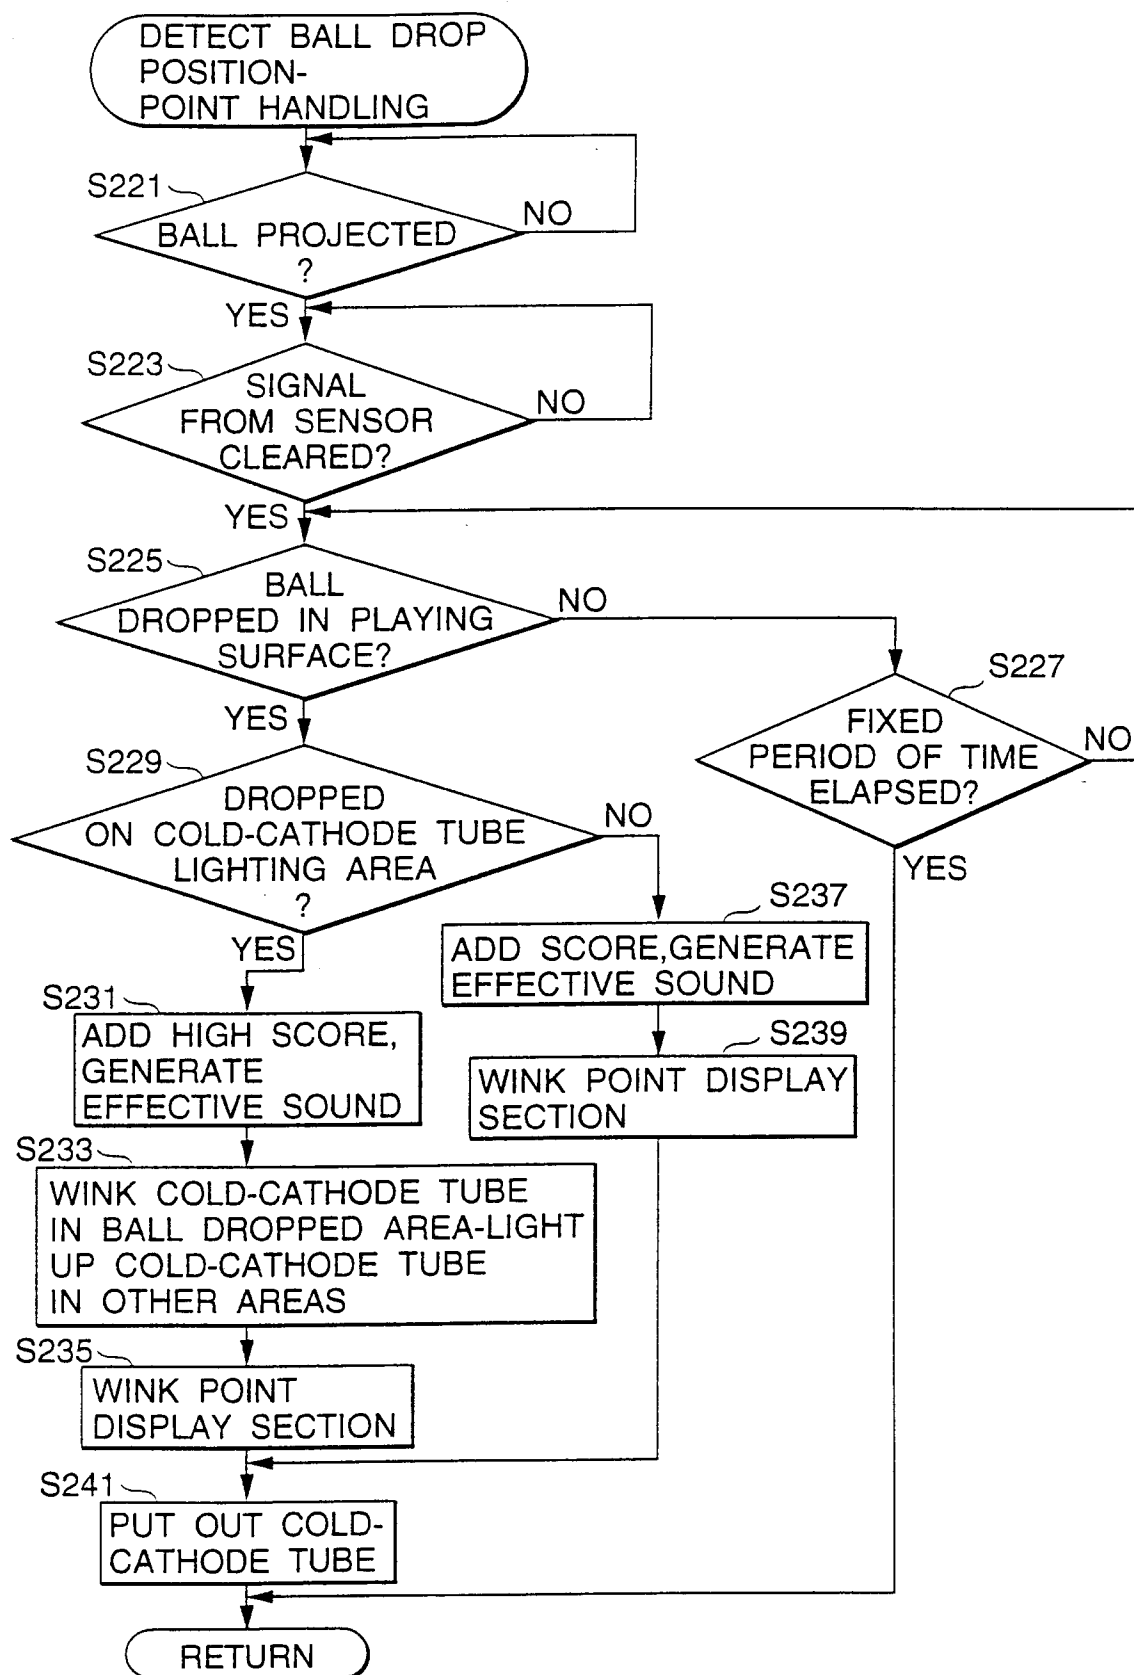 DETECT BALL DROP
POSITION-
POINT HANDLING
S221
BALL PROJECTED
?
NO
YES
S223
SIGNAL
FROM SENSOR
CLEARED?
NO
YES
S225
BALL
DROPPED IN PLAYING
SURFACE?
NO
YES
S227
FIXED
PERIOD OF TIME
ELAPSED?
NO
YES
S229
DROPPED
ON COLD-CATHODE TUBE
LIGHTING AREA
?
NO
YES
S237
ADD SCORE,GENERATE
EFFECTIVE SOUND
S239
WINK POINT DISPLAY
SECTION
S231
ADD HIGH SCORE,
GENERATE
EFFECTIVE SOUND
S233
WINK COLD-CATHODE TUBE
IN BALL DROPPED AREA-LIGHT
UP COLD-CATHODE TUBE
IN OTHER AREAS
S235
WINK POINT
DISPLAY SECTION
S241
PUT OUT COLD-
CATHODE TUBE
RETURN